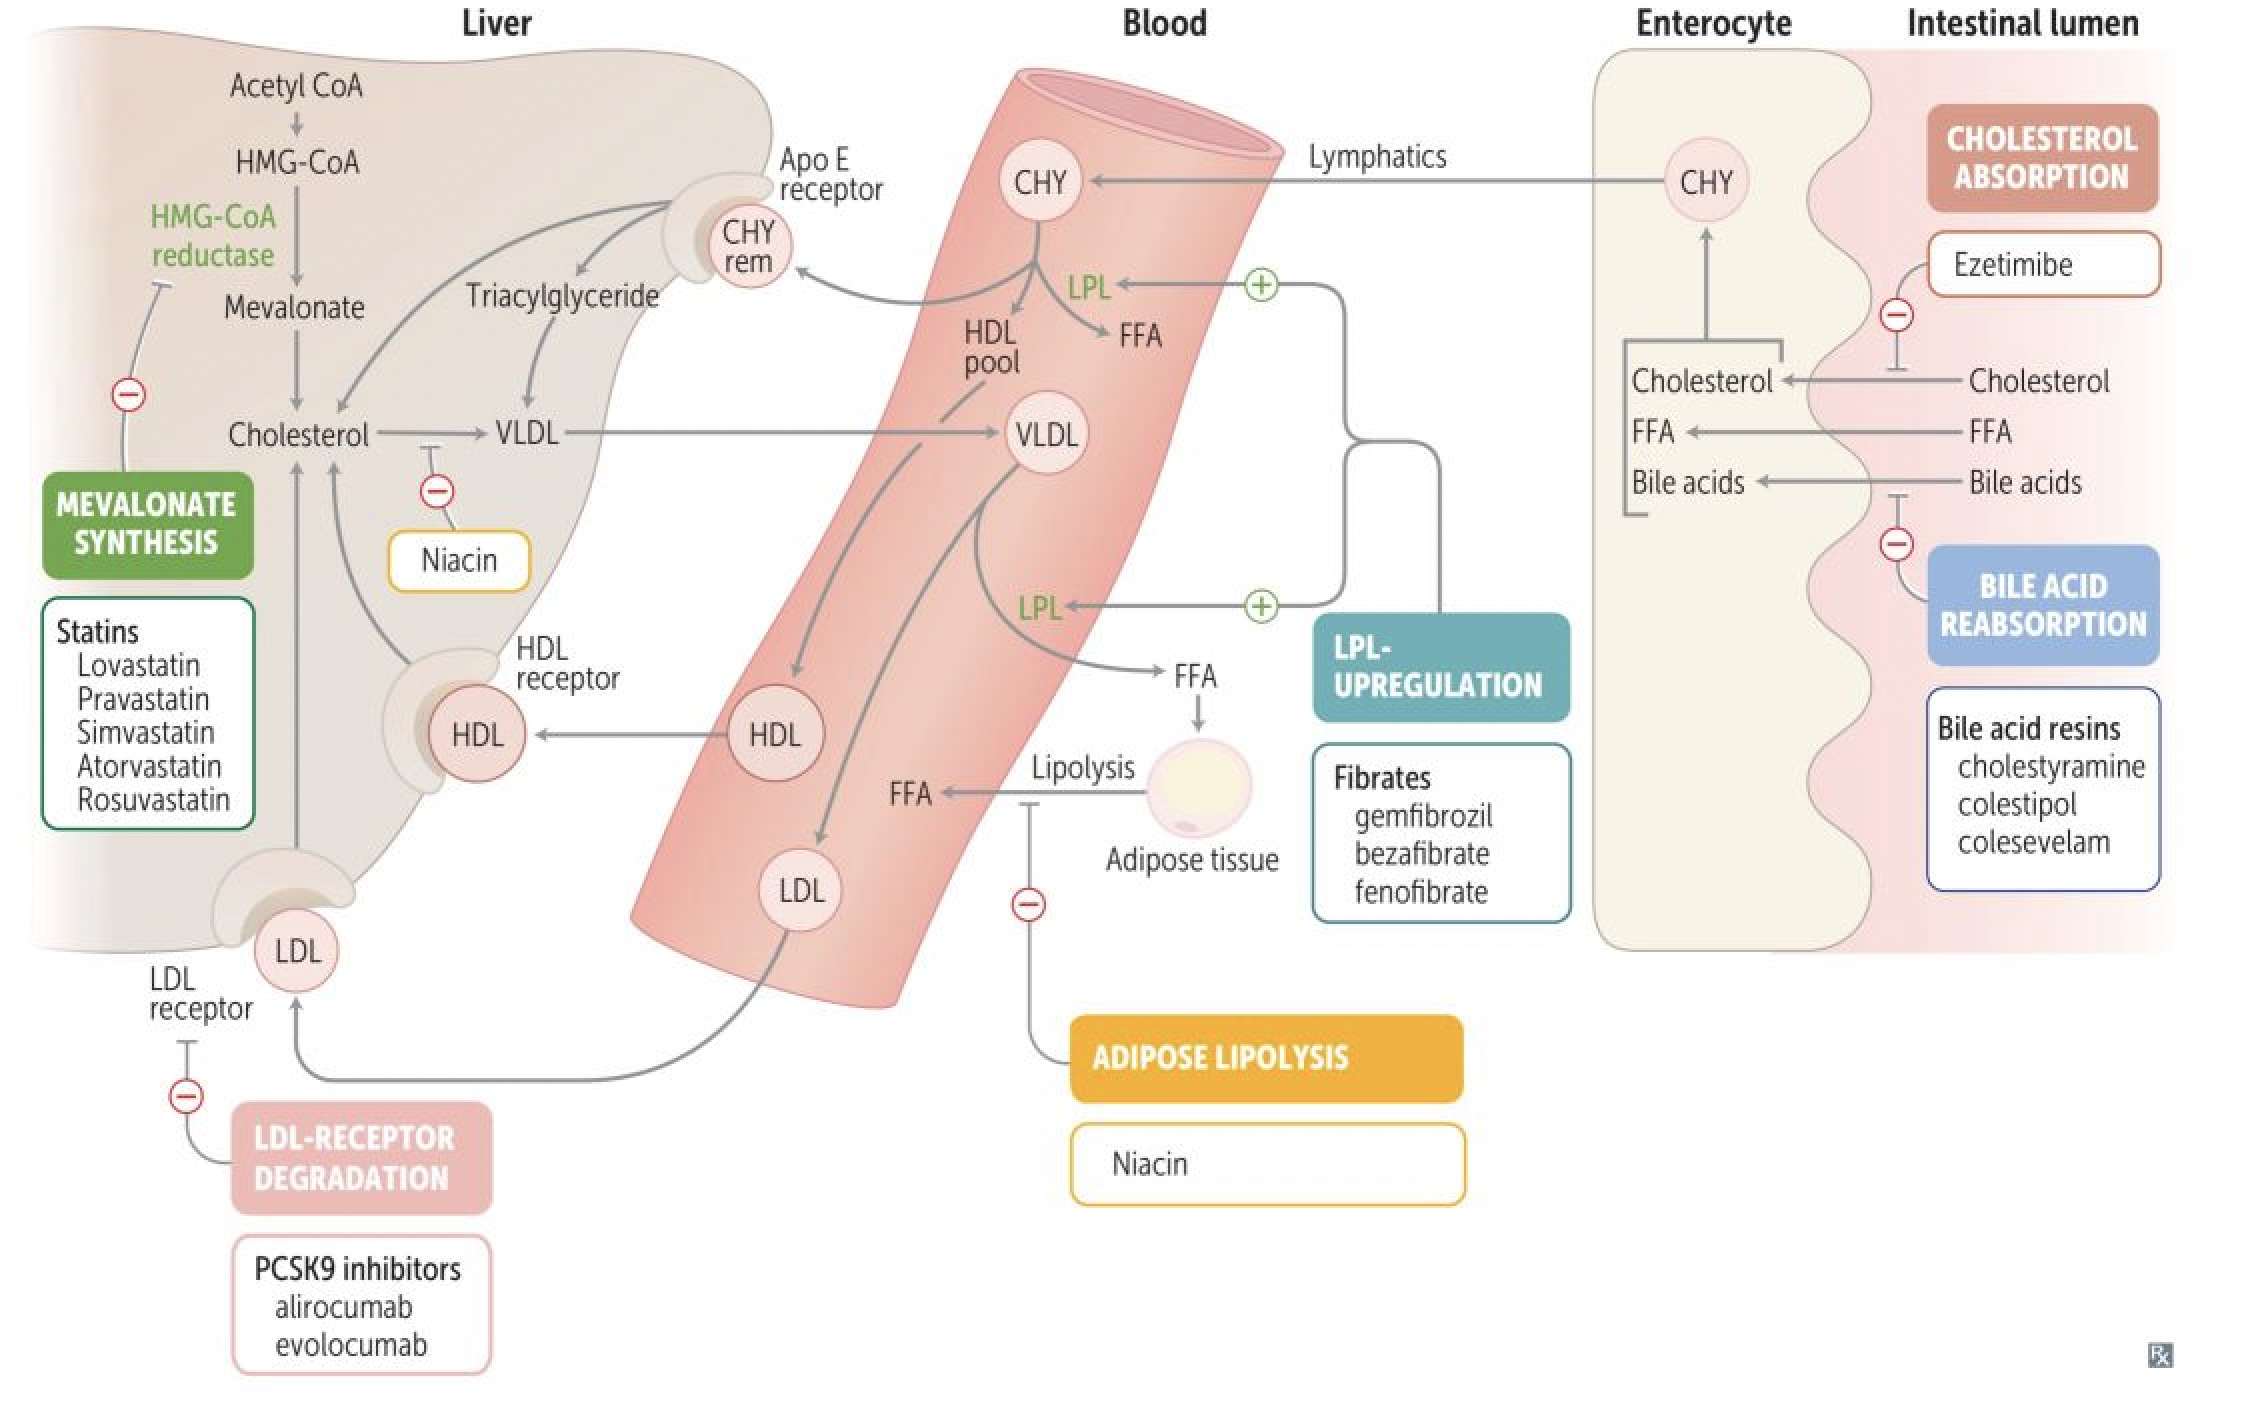 Liver
Blood
Enterocyte
Intestinal lumen
Acetyl CoA
HMG-CoA
HMG-CoA
reductase
Mevalonate
Cholesterol
Triacylglyceride
VLDL
Apo E
receptor
CHY
rem
MEVALONATE
SYNTHESIS
Statins
Lovastatin
Pravastatin
Simvastatin
Atorvastatin
Rosuvastatin
Niacin
HDL
receptor
HDL
LDL
LDL
receptor
LDL-RECEPTOR
DEGRADATION
PCSK9 inhibitors
alirocumab
evolocumab
CHY
LPL
HDL
pool
FFA
VLDL
LPL
FFA
HDL
Lipolysis
FFA
Adipose tissue
LDL
ADIPOSE LIPOLYSIS
Niacin
Lymphatics
LPL-
UPREGULATION
Fibrates
gemfibrozil
bezafibrate
fenofibrate
CHY
Cholesterol
FFA
Bile acids
CHOLESTEROL
ABSORPTION
Ezetimibe
Cholesterol
FFA
Bile acids
BILE ACID
REABSORPTION
Bile acid resins
cholestyramine
colestipol
colesevelam
Rx